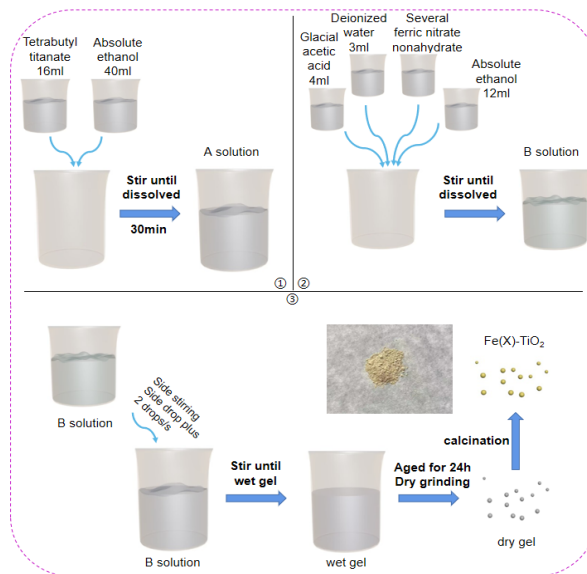 Tetrabutyl
titanate
16ml
Absolute
ethanol
40ml
Stir until
dissolved
30min
A solution
①
Glacial
acetic
acid
4ml
Deionized
water
3ml
Several
ferric nitrate
nonahydrate
Absolute
ethanol
12ml
Stir until
dissolved
B solution
②
③
B solution
Side stirring
Side drop plus
2 drops/s
B solution
Stir until
wet gel
wet gel
Aged for 24h
Dry grinding
dry gel
calcination
Fe(X)-TiO₂